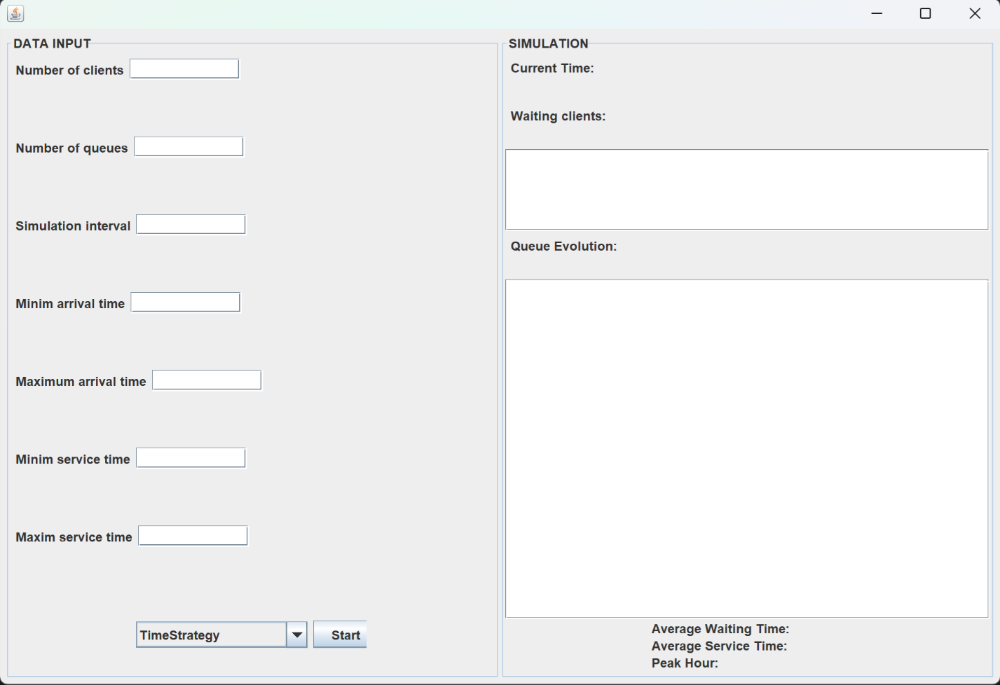 DATA INPUT
Number of clients
Number of queues
Simulation interval
Minim arrival time
Maximum arrival time
Minim service time
Maxim service time
TimeStrategy
Start
SIMULATION
Current Time:
Waiting clients:
Queue Evolution:
Average Waiting Time:
Average Service Time:
Peak Hour: